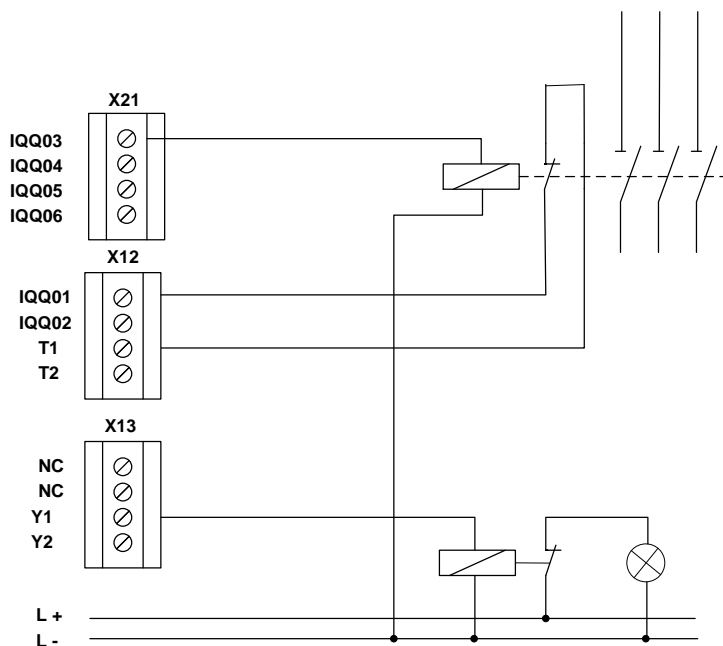 X21
IQQ03
IQQ04
IQQ05
IQQ06
X12
IQQ01
IQQ02
T1
T2
X13
NC
NC
Y1
Y2
L +
L -